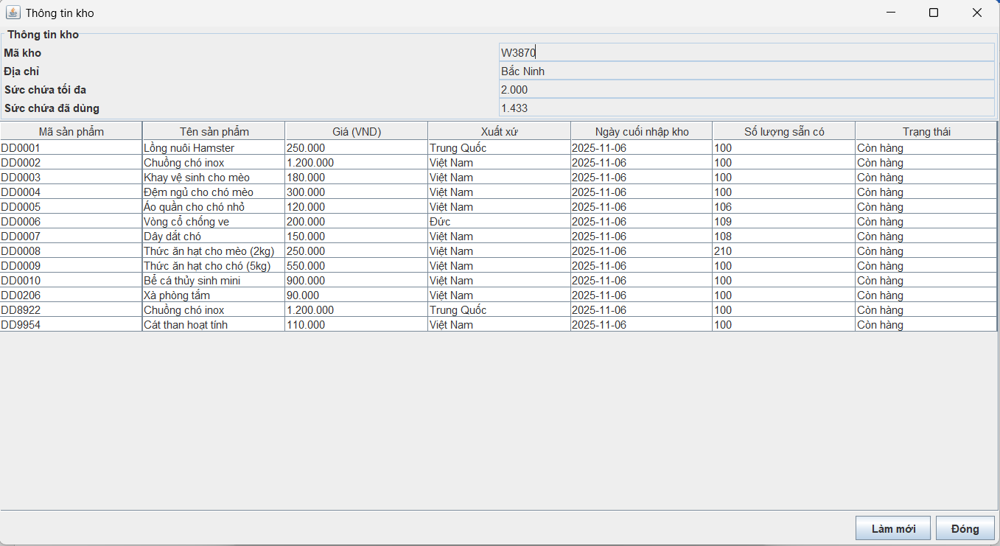 Thông tin kho
Thông tin kho
Mã kho W3870
Địa chỉ Bắc Ninh
Sức chứa tối đa 2.000
Sức chứa đã dùng 1.433
Mã sản phẩm Tên sản phẩm Giá (VND) Xuất xứ Ngày cuối nhập kho Số lượng sẵn có Trạng thái
DD0001 Lồng nuôi Hamster 250.000 Trung Quốc 2025-11-06 100 Còn hàng
DD0002 Chuồng chó inox 1.200.000 Việt Nam 2025-11-06 100 Còn hàng
DD0003 Khay vệ sinh cho mèo 180.000 Việt Nam 2025-11-06 100 Còn hàng
DD0004 Đệm ngủ cho chó mèo 300.000 Việt Nam 2025-11-06 100 Còn hàng
DD0005 Áo quần cho chó nhỏ 120.000 Việt Nam 2025-11-06 106 Còn hàng
DD0006 Vòng cổ chống ve 200.000 Đức 2025-11-06 109 Còn hàng
DD0007 Dây dắt chó 150.000 Việt Nam 2025-11-06 108 Còn hàng
DD0008 Thức ăn hạt cho mèo (2kg) 250.000 Việt Nam 2025-11-06 210 Còn hàng
DD0009 Thức ăn hạt cho chó (5kg) 550.000 Việt Nam 2025-11-06 100 Còn hàng
DD0010 Bể cá thủy sinh mini 900.000 Việt Nam 2025-11-06 100 Còn hàng
DD0206 Xà phòng tắm 90.000 Việt Nam 2025-11-06 100 Còn hàng
DD8922 Chuồng chó inox 1.200.000 Trung Quốc 2025-11-06 100 Còn hàng
DD9954 Cát than hoạt tính 110.000 Việt Nam 2025-11-06 100 Còn hàng
Làm mới Đóng